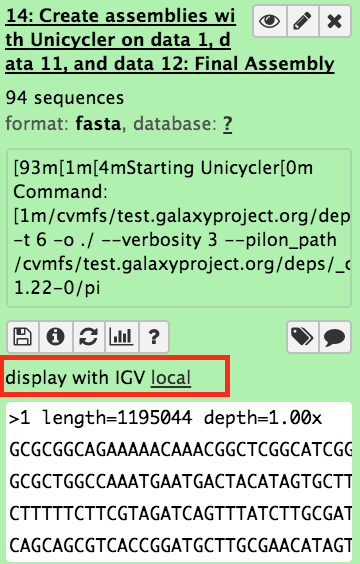 14: Create assemblies wi
th Unicycler on data 1, d
ata 11, and data 12: Final Assembly
94 sequences
format: fasta, database: ?
[93m[1m[4mStarting Unicycler[0m
Command:
[1m/cvmfs/test.galaxyproject.org/dep
-t 6 -o ./ --verbosity 3 --pilon_path
/cvmfs/test.galaxyproject.org/deps/_c
1.22-0/pi
?
display with IGV local
>1 length=1195044 depth=1.00x
GCGCGGCAGAAAAACAAACGGCTCGGCATCGG
GCGCTGGCCAAATGAATGACTACATAGTGCTT
CTTTTTCTTCGTAGATCAGTTTATCTTGCGAT
CAGCAGCGTCACCGGATGCTTGCGAACATAGT